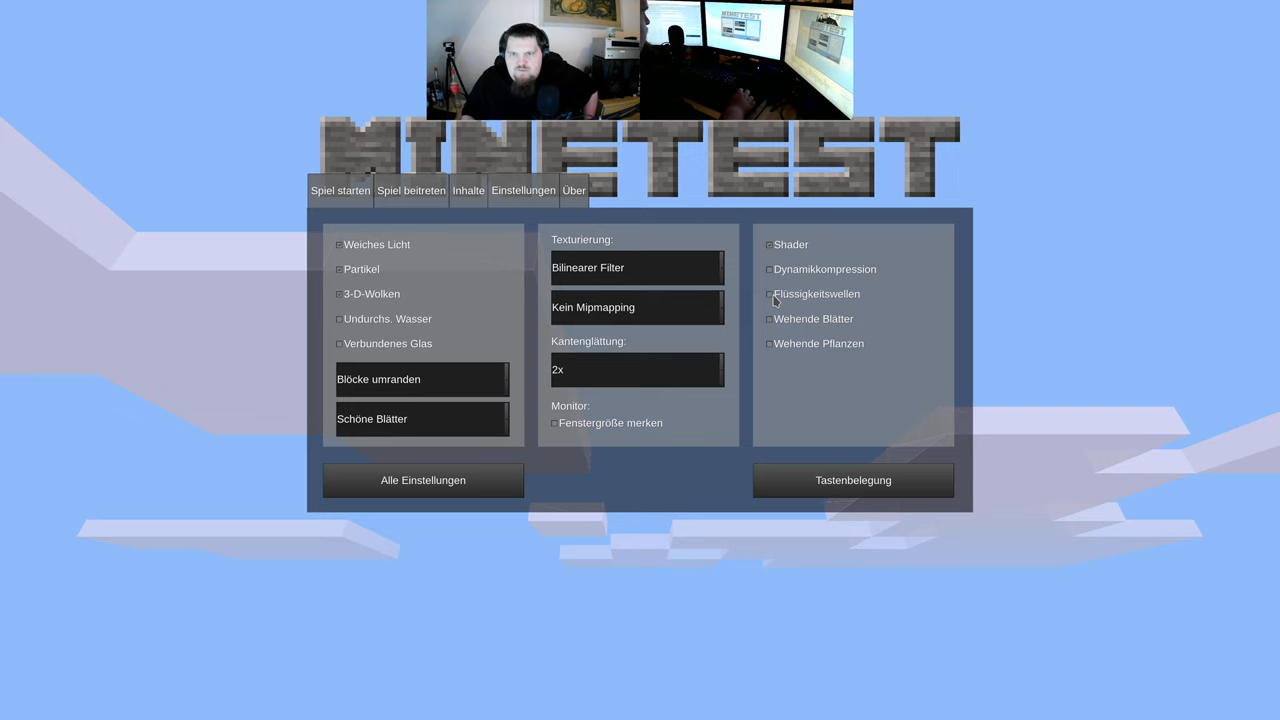 MINETEST
Spiel starten Spiel beitreten Inhalte Einstellungen Über
Weiches Licht
Partikel
3-D-Wolken
Undurchs. Wasser
Verbundenes Glas
Blöcke umranden
Schöne Blätter
Texturierung:
Bilinearer Filter
Kein Mipmapping
Kantenglättung:
2x
Monitor:
Fenstergröße merken
Shader
Dynamikkompression
Flüssigkeitswellen
Wehende Blätter
Wehende Pflanzen
Alle Einstellungen
Tastenbelegung